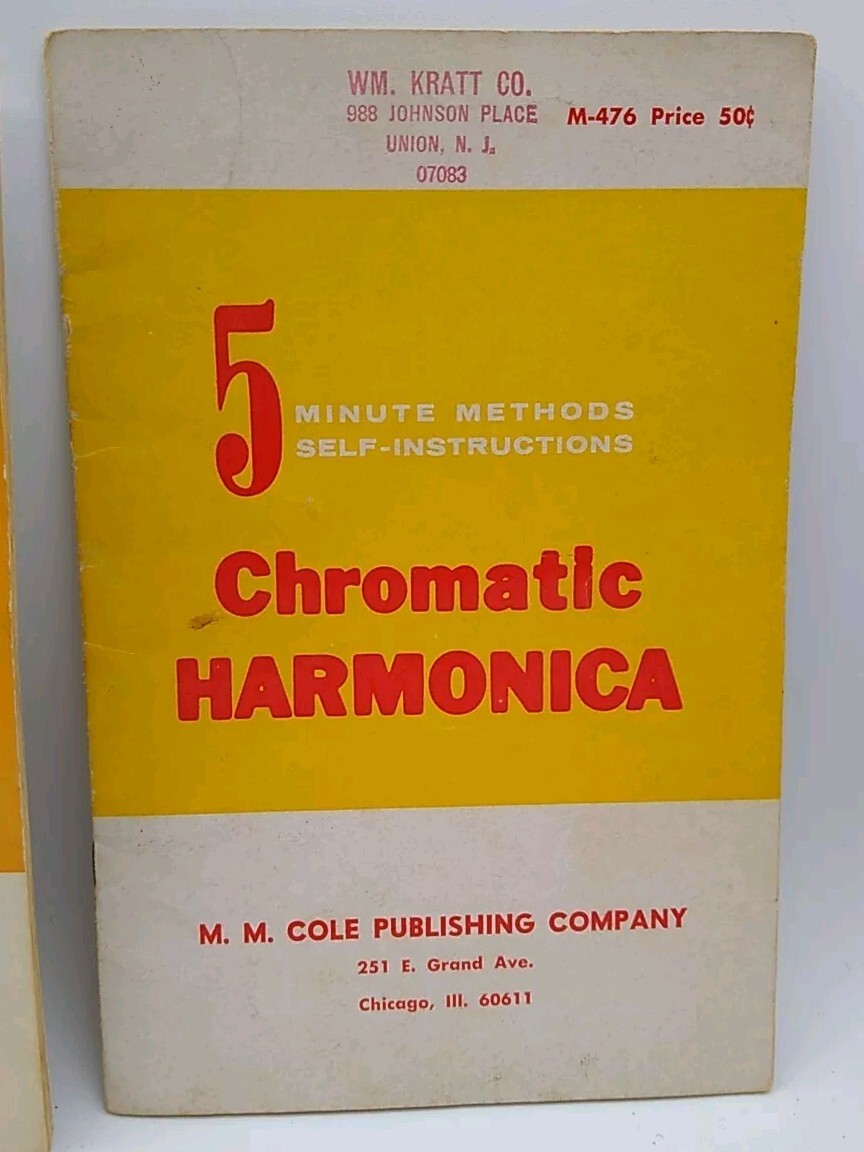 WM. KRATT CO.
988 JOHNSON PLACE
UNION, N. J.
07083
M-476 Price 50¢
5
MINUTE METHODS
SELF-INSTRUCTIONS
Chromatic
HARMONICA
M. M. COLE PUBLISHING COMPANY
251 E. Grand Ave.
Chicago, Ill. 60611